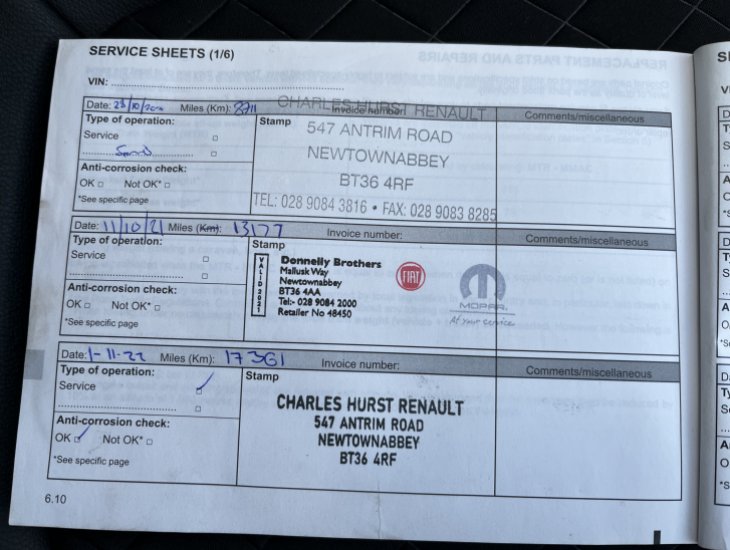 SERVICE SHEETS (1/6)
VIN:
Date: Miles (Km): 8711 Invoice number: Comments/miscellaneous
Type of operation:
Service
Anti-corrosion check:
OK Not OK*
*See specific page
Stamp
CHARLES HURST RENAULT
547 ANTRIM ROAD
NEWTOWNABBEY
BT36 4RF
TEL: 028 9084 3816 • FAX: 028 9083 8285
Date: 11/10/21 Miles (Km): 13177 Invoice number: Comments/miscellaneous
Type of operation:
Service
Anti-corrosion check:
OK Not OK*
*See specific page
Stamp
VALID 2021
Donnelly Brothers
Mallusk Way
Newtownabbey
BT36 4AA
Tel:- 028 9084 2000
Retailer No 48450
FIAT
MOPAR
At your service
Date: 1-11-22 Miles (Km): 17361 Invoice number: Comments/miscellaneous
Type of operation:
Service
Anti-corrosion check:
OK Not OK*
*See specific page
Stamp
CHARLES HURST RENAULT
547 ANTRIM ROAD
NEWTOWNABBEY
BT36 4RF
6.10